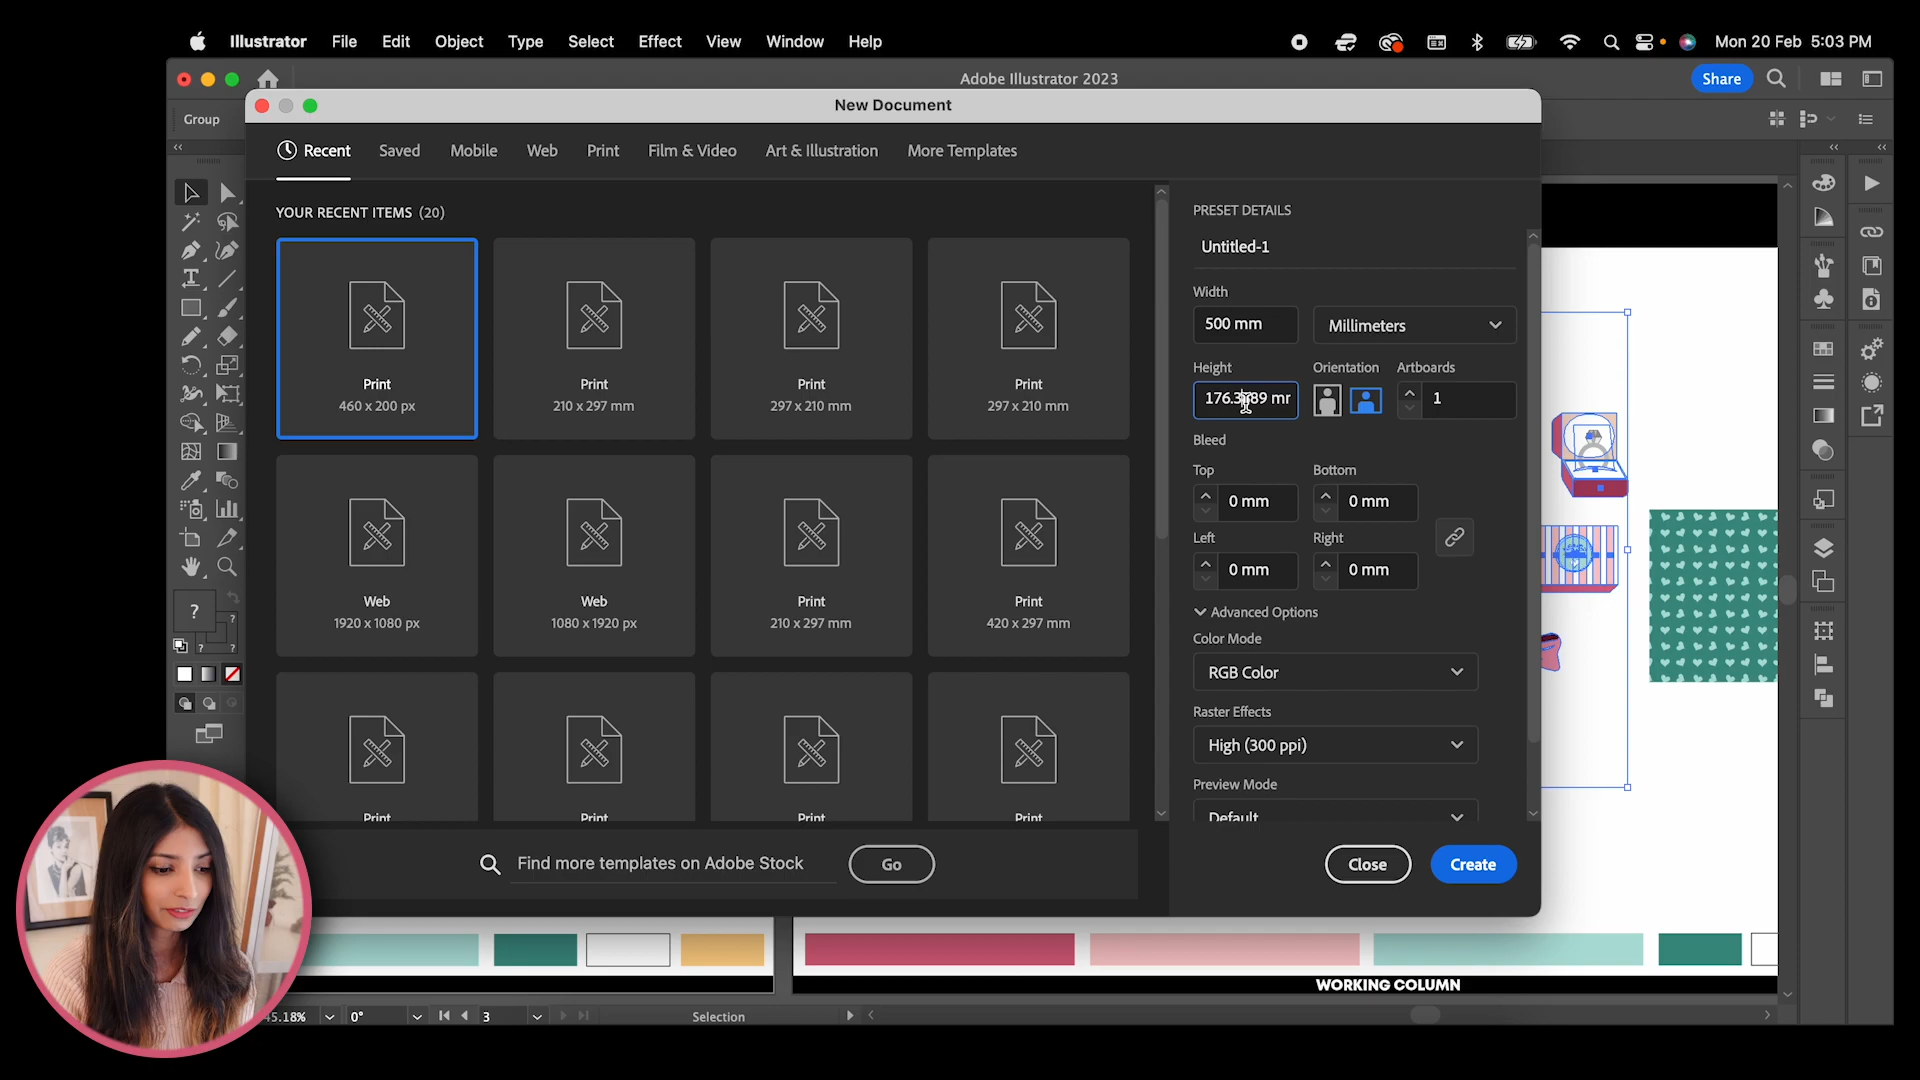 Illustrator File Edit Object Type Select Effect View Window Help
Mon 20 Feb 5:03 PM
Adobe Illustrator 2023
Share
New Document
Group
Recent Saved Mobile Web Print Film & Video Art & Illustration More Templates
YOUR RECENT ITEMS (20)
Print
460 x 200 px
Print
210 x 297 mm
Print
297 x 210 mm
Print
297 x 210 mm
Web
1920 x 1080 px
Web
1080 x 1920 px
Print
210 x 297 mm
Print
420 x 297 mm
Print
Print
Print
Print
Find more templates on Adobe Stock
Go
PRESET DETAILS
Untitled-1
Width
500 mm
Millimeters
Height Orientation Artboards
1
Bleed
Top Bottom
0 mm 0 mm
Left Right
0 mm 0 mm
Advanced Options
Color Mode
RGB Color
Raster Effects
High (300 ppi)
Preview Mode
Default
Close
Create
? ? ? ?
WORKING COLUMN
45.18% 0° 3 Selection